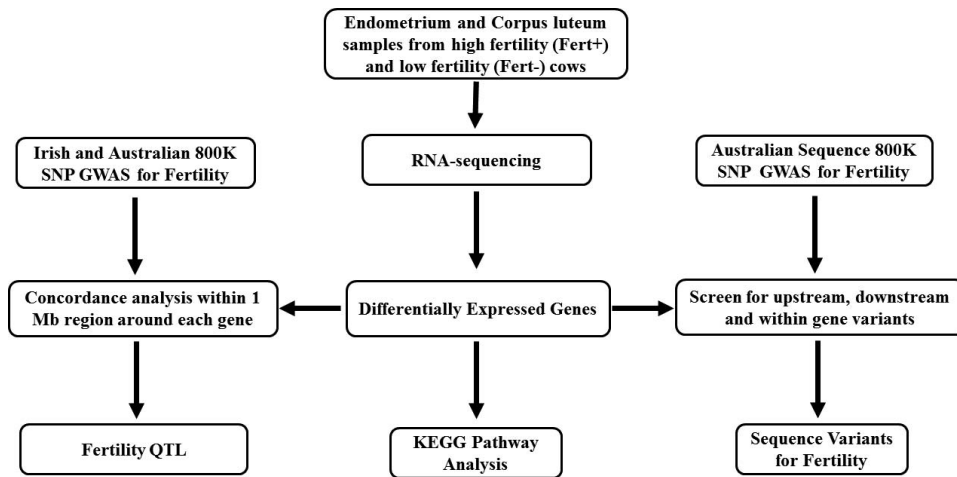 Endometrium and Corpus luteum
samples from high fertility (Fert+)
and low fertility (Fert-) cows
Irish and Australian 800K
SNP GWAS for Fertility
RNA-sequencing
Australian Sequence 800K
SNP GWAS for Fertility
Concordance analysis within 1
Mb region around each gene
Differentially Expressed Genes
Screen for upstream, downstream
and within gene variants
Fertility QTL
KEGG Pathway
Analysis
Sequence Variants
for Fertility